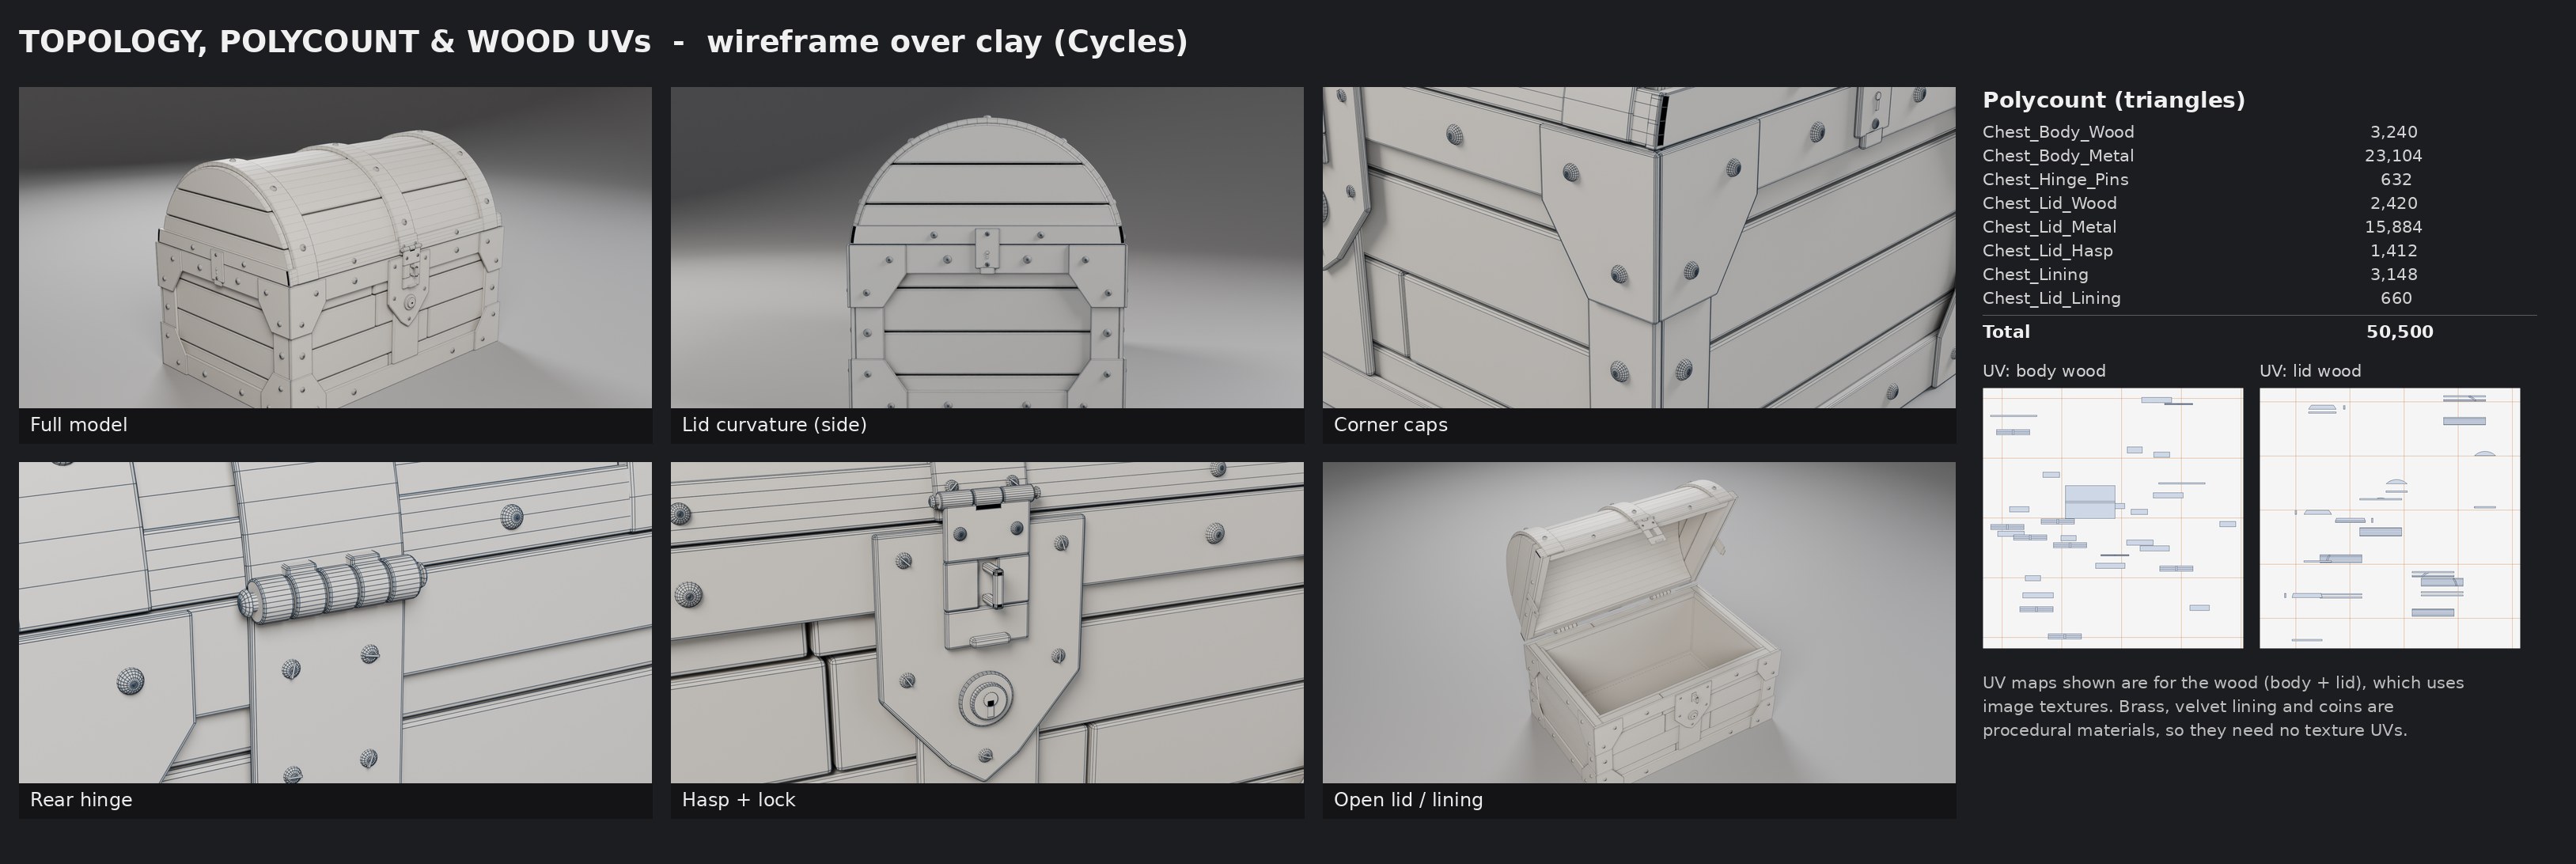 TOPOLOGY, POLYCOUNT & WOOD UVs - wireframe over clay (Cycles)
Full model
Lid curvature (side)
Corner caps
Rear hinge
Hasp + lock
Open lid / lining
Polycount (triangles)
Chest_Body_Wood 3,240
Chest_Body_Metal 23,104
Chest_Hinge_Pins 632
Chest_Lid_Wood 2,420
Chest_Lid_Metal 15,884
Chest_Lid_Hasp 1,412
Chest_Lining 3,148
Chest_Lid_Lining 660
Total 50,500
UV: body wood
UV: lid wood
UV maps shown are for the wood (body + lid), which uses
image textures. Brass, velvet lining and coins are
procedural materials, so they need no texture UVs.